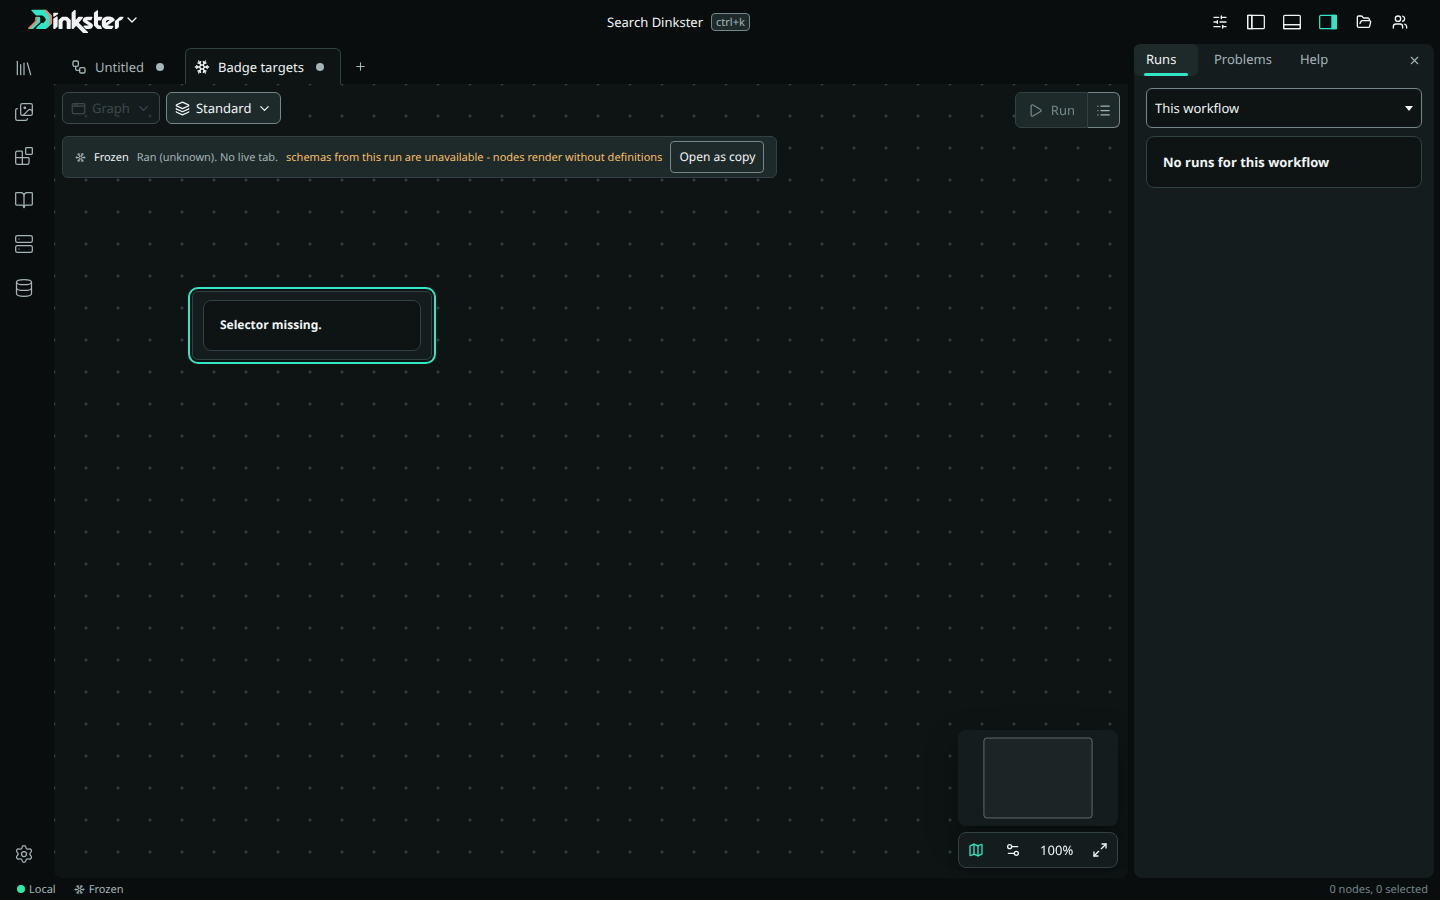 Dinkster
Search Dinkster ctrl+k
Untitled
Badge targets
Graph
Standard
Run
Frozen Ran (unknown). No live tab. schemas from this run are unavailable - nodes render without definitions Open as copy
Selector missing.
100%
Runs
Problems
Help
This workflow
No runs for this workflow
Local
Frozen
0 nodes, 0 selected